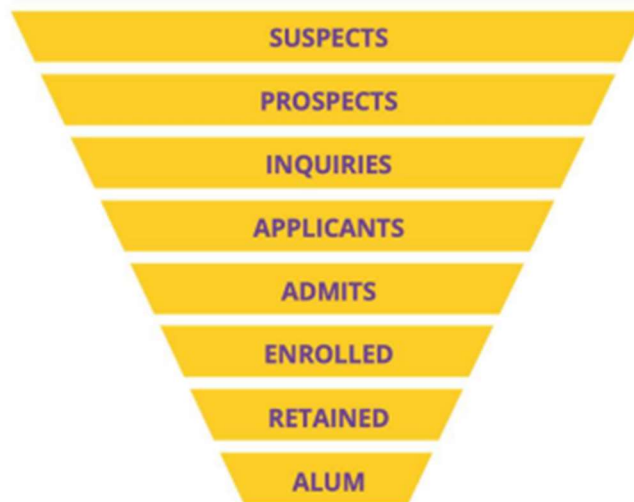 SUSPECTS
PROSPECTS
INQUIRIES
APPLICANTS
ADMITS
ENROLLED
RETAINED
ALUM